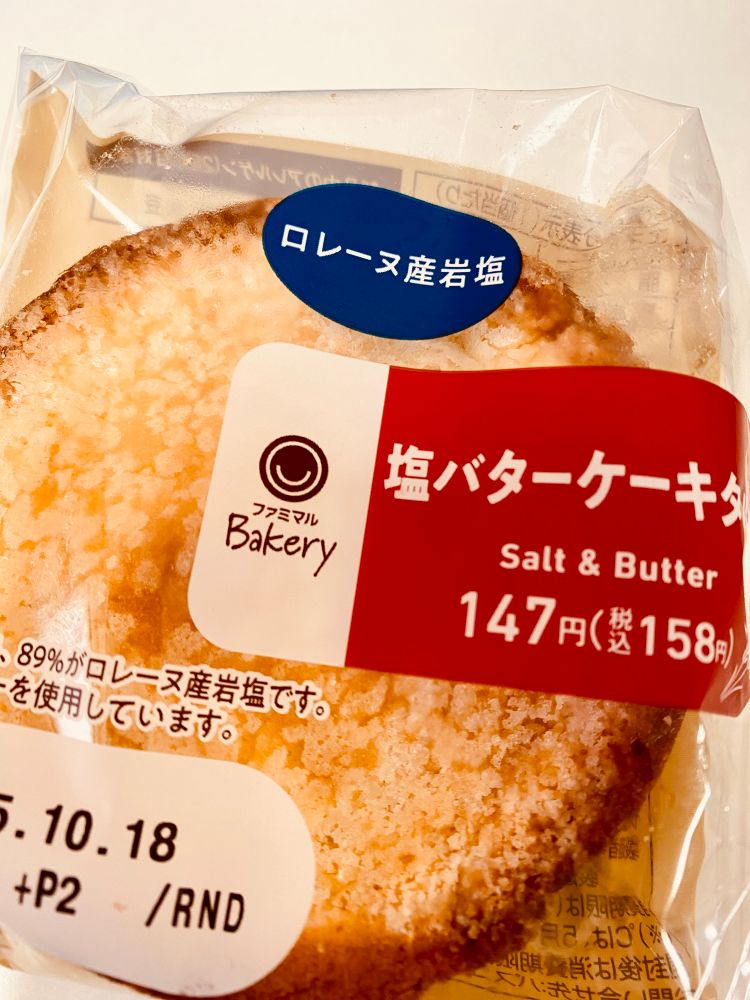 ロレーヌ産岩塩
ファミマル
Bakery
塩バターケーキタ
Salt & Butter
147円(税込158円)
、89%がロレーヌ産岩塩です。
ーを使用しています。
5.10.18
+P2 /RND